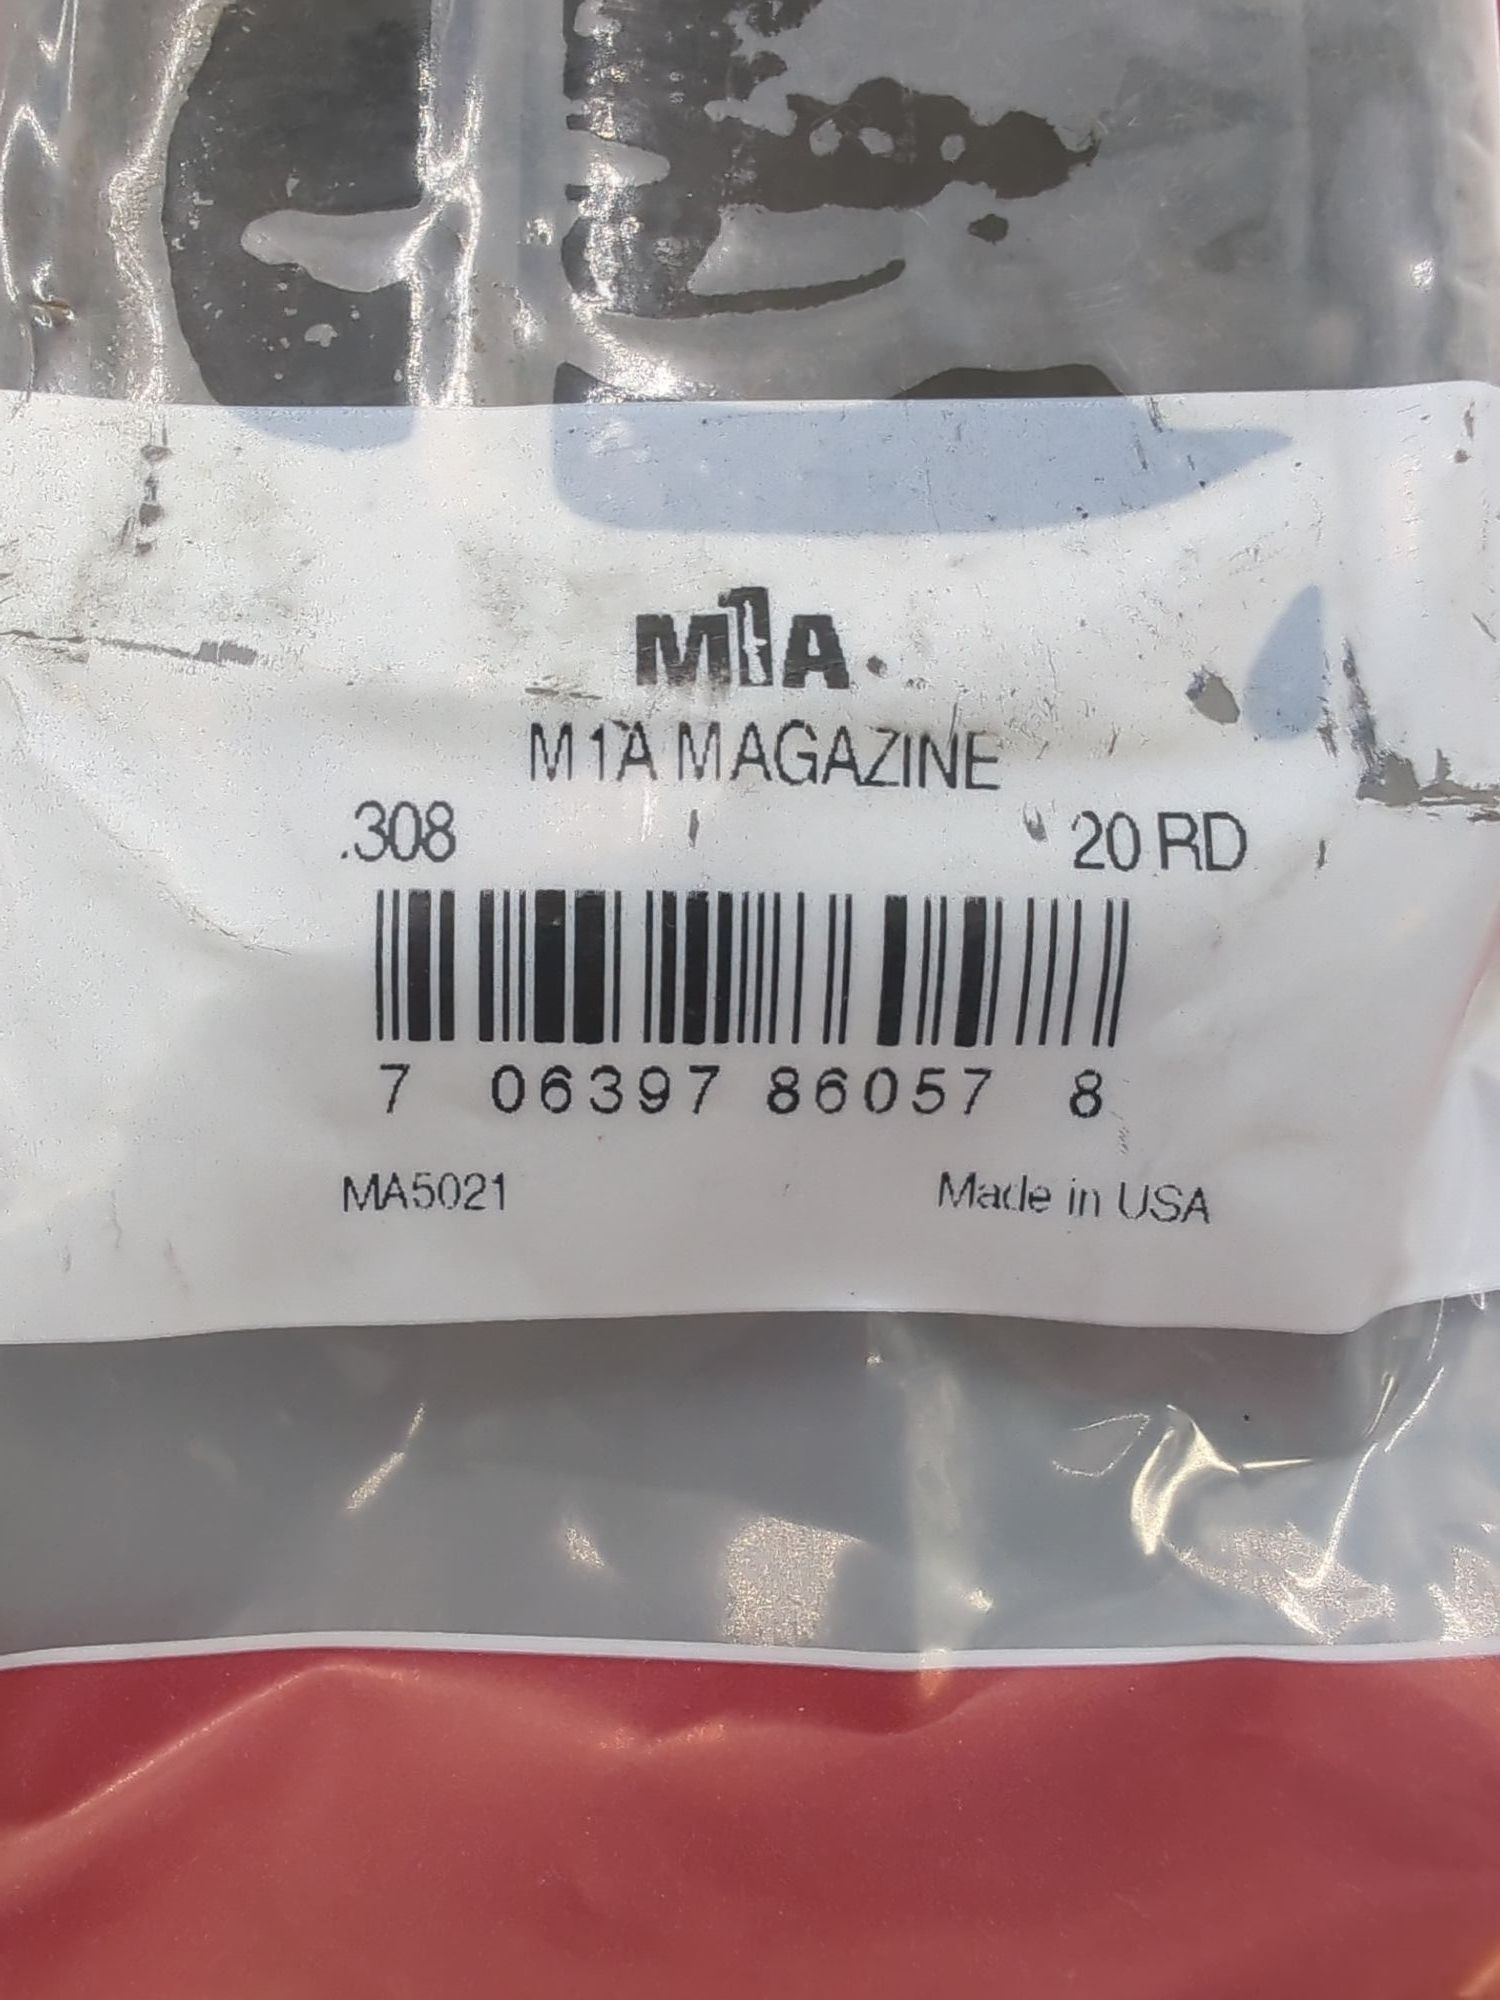 M1A
M1A MAGAZINE
.308 20 RD
7 06397 86057 8
MA5021 Made in USA